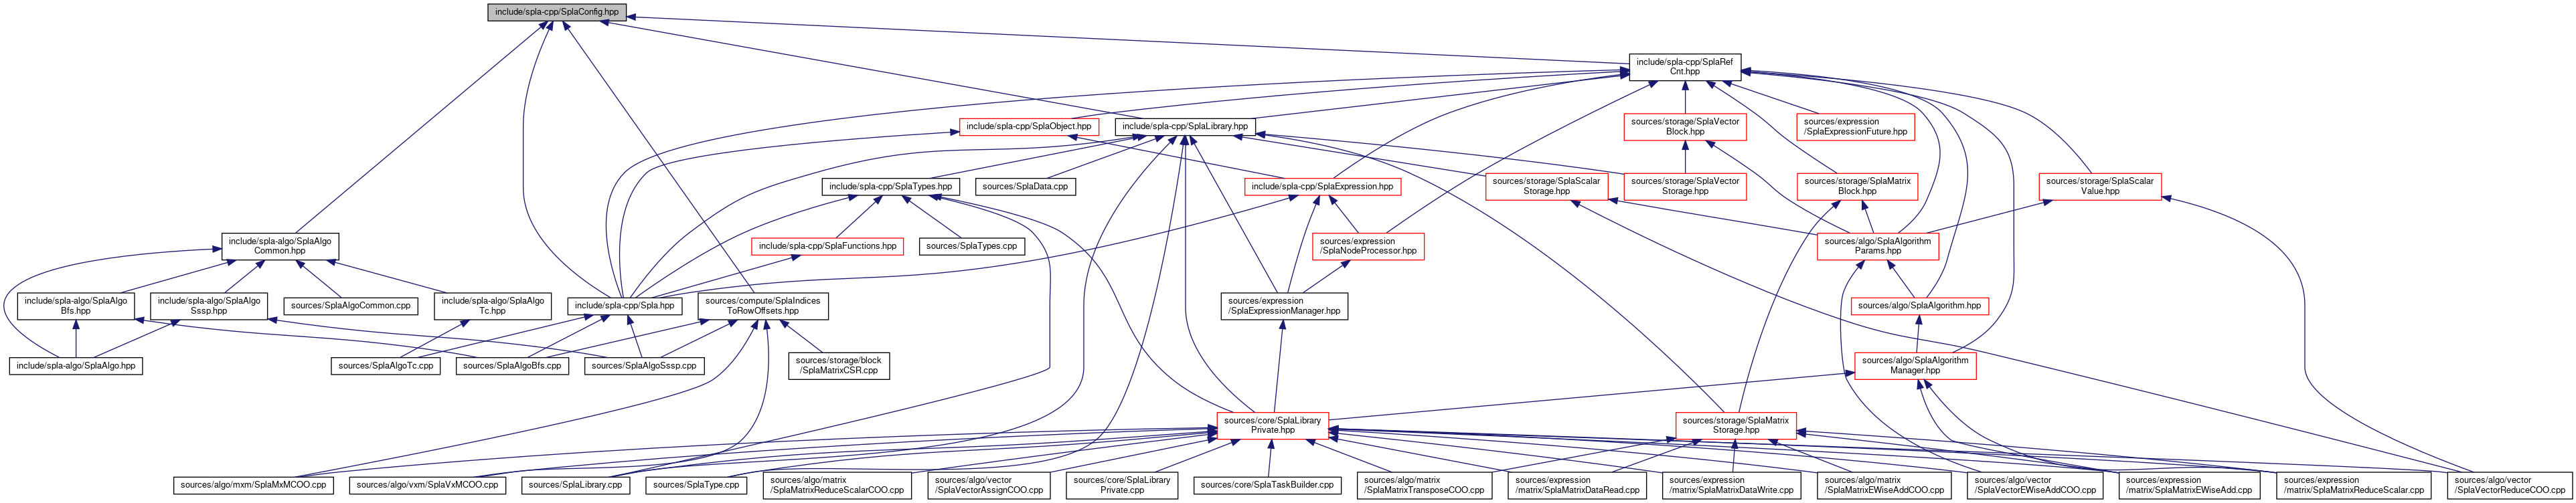 include/spla-cpp/SplaConfig.hpp
include/spla-cpp/SplaRef
Cnt.hpp
include/spla-cpp/SplaObject.hpp
include/spla-cpp/SplaLibrary.hpp
sources/storage/SplaVector
Block.hpp
sources/expression
/SplaExpressionFuture.hpp
include/spla-cpp/SplaTypes.hpp
sources/SplaData.cpp
include/spla-cpp/SplaExpression.hpp
sources/storage/SplaScalar
Storage.hpp
sources/storage/SplaVector
Storage.hpp
sources/storage/SplaMatrix
Block.hpp
sources/storage/SplaScalar
Value.hpp
include/spla-algo/SplaAlgo
Common.hpp
include/spla-cpp/SplaFunctions.hpp
sources/SplaTypes.cpp
sources/expression
/SplaNodeProcessor.hpp
sources/algo/SplaAlgorithm
Params.hpp
include/spla-algo/SplaAlgo
Bfs.hpp
include/spla-algo/SplaAlgo
Sssp.hpp
sources/SplaAlgoCommon.cpp
include/spla-algo/SplaAlgo
Tc.hpp
include/spla-cpp/Spla.hpp
sources/compute/SplaIndices
ToRowOffsets.hpp
sources/expression
/SplaExpressionManager.hpp
sources/algo/SplaAlgorithm.hpp
include/spla-algo/SplaAlgo.hpp
sources/SplaAlgoTc.cpp
sources/SplaAlgoBfs.cpp
sources/SplaAlgoSssp.cpp
sources/storage/block
/SplaMatrixCSR.cpp
sources/algo/SplaAlgorithm
Manager.hpp
sources/core/SplaLibrary
Private.hpp
sources/storage/SplaMatrix
Storage.hpp
sources/algo/mxm/SplaMxMCOO.cpp
sources/algo/vxm/SplaVxMCOO.cpp
sources/SplaLibrary.cpp
sources/SplaType.cpp
sources/algo/matrix
/SplaMatrixReduceScalarCOO.cpp
sources/algo/vector
/SplaVectorAssignCOO.cpp
sources/core/SplaLibrary
Private.cpp
sources/core/SplaTaskBuilder.cpp
sources/algo/matrix
/SplaMatrixTransposeCOO.cpp
sources/expression
/matrix/SplaMatrixDataRead.cpp
sources/expression
/matrix/SplaMatrixDataWrite.cpp
sources/algo/matrix
/SplaMatrixEWiseAddCOO.cpp
sources/algo/vector
/SplaVectorEWiseAddCOO.cpp
sources/expression
/matrix/SplaMatrixEWiseAdd.cpp
sources/expression
/matrix/SplaMatrixReduceScalar.cpp
sources/algo/vector
/SplaVectorReduceCOO.cpp